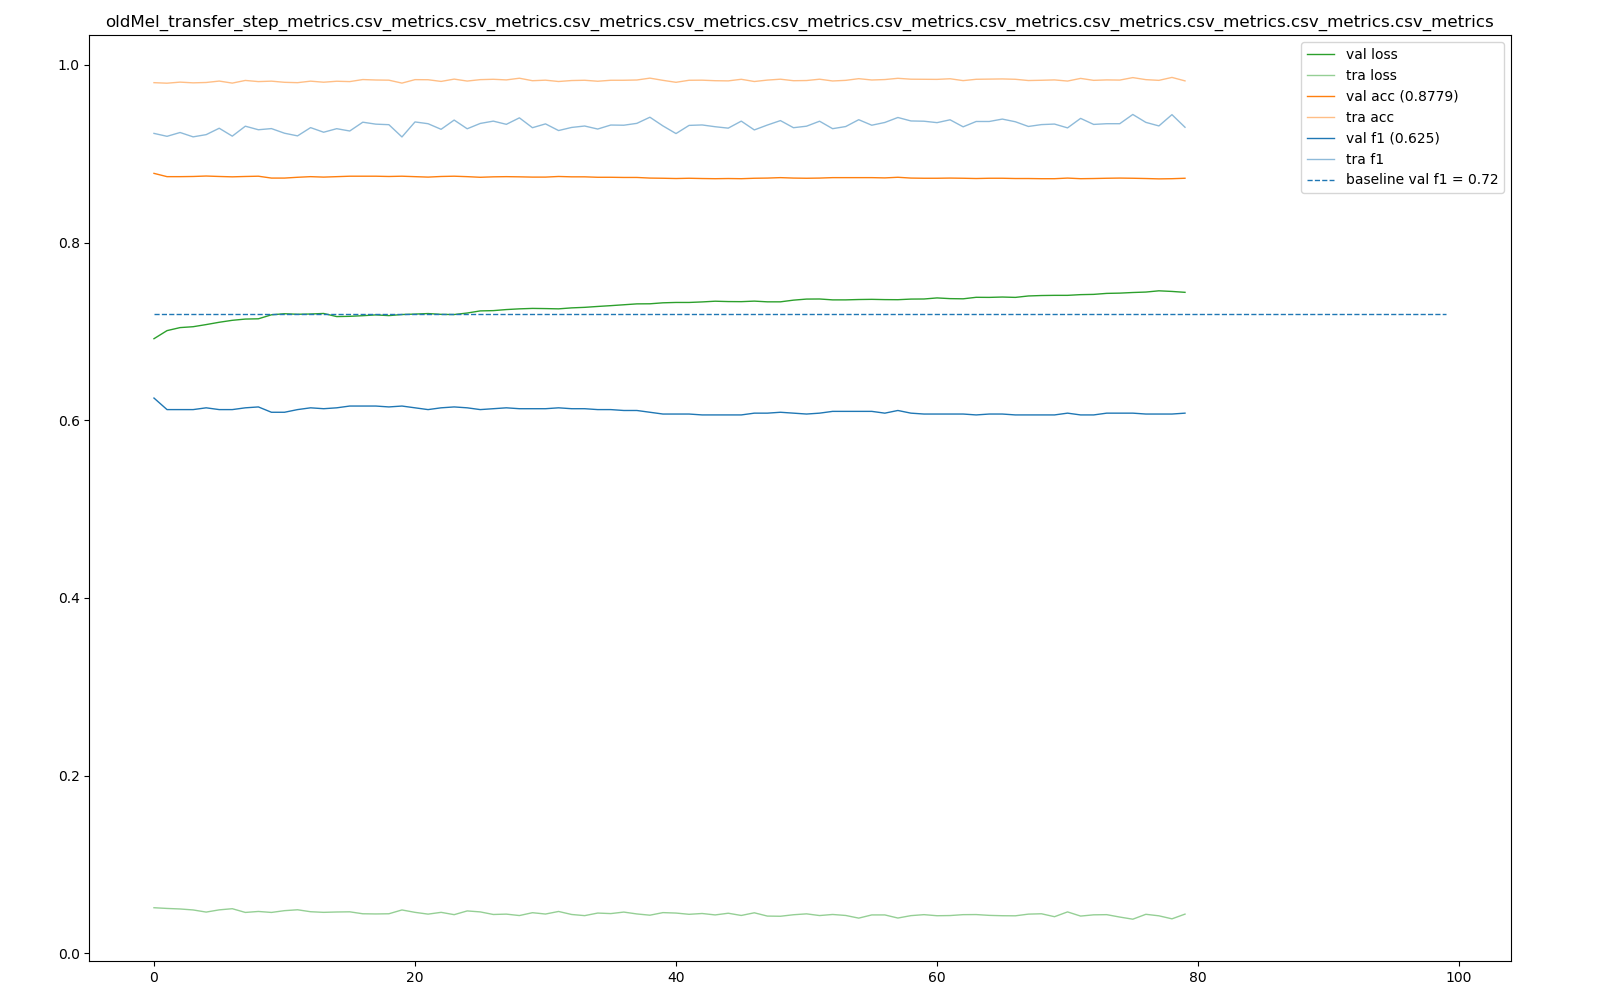 oldMel_transfer_step_metrics.csv_metrics.csv_metrics.csv_metrics.csv_metrics.csv_metrics.csv_metrics.csv_metrics.csv_metrics.csv_metrics.csv_metrics.csv_metrics
val loss
tra loss
val acc (0.8779)
tra acc
val f1 (0.625)
tra f1
baseline val f1 = 0.72
1.0
0.8
0.6
0.4
0.2
0.0
0 20 40 60 80 100